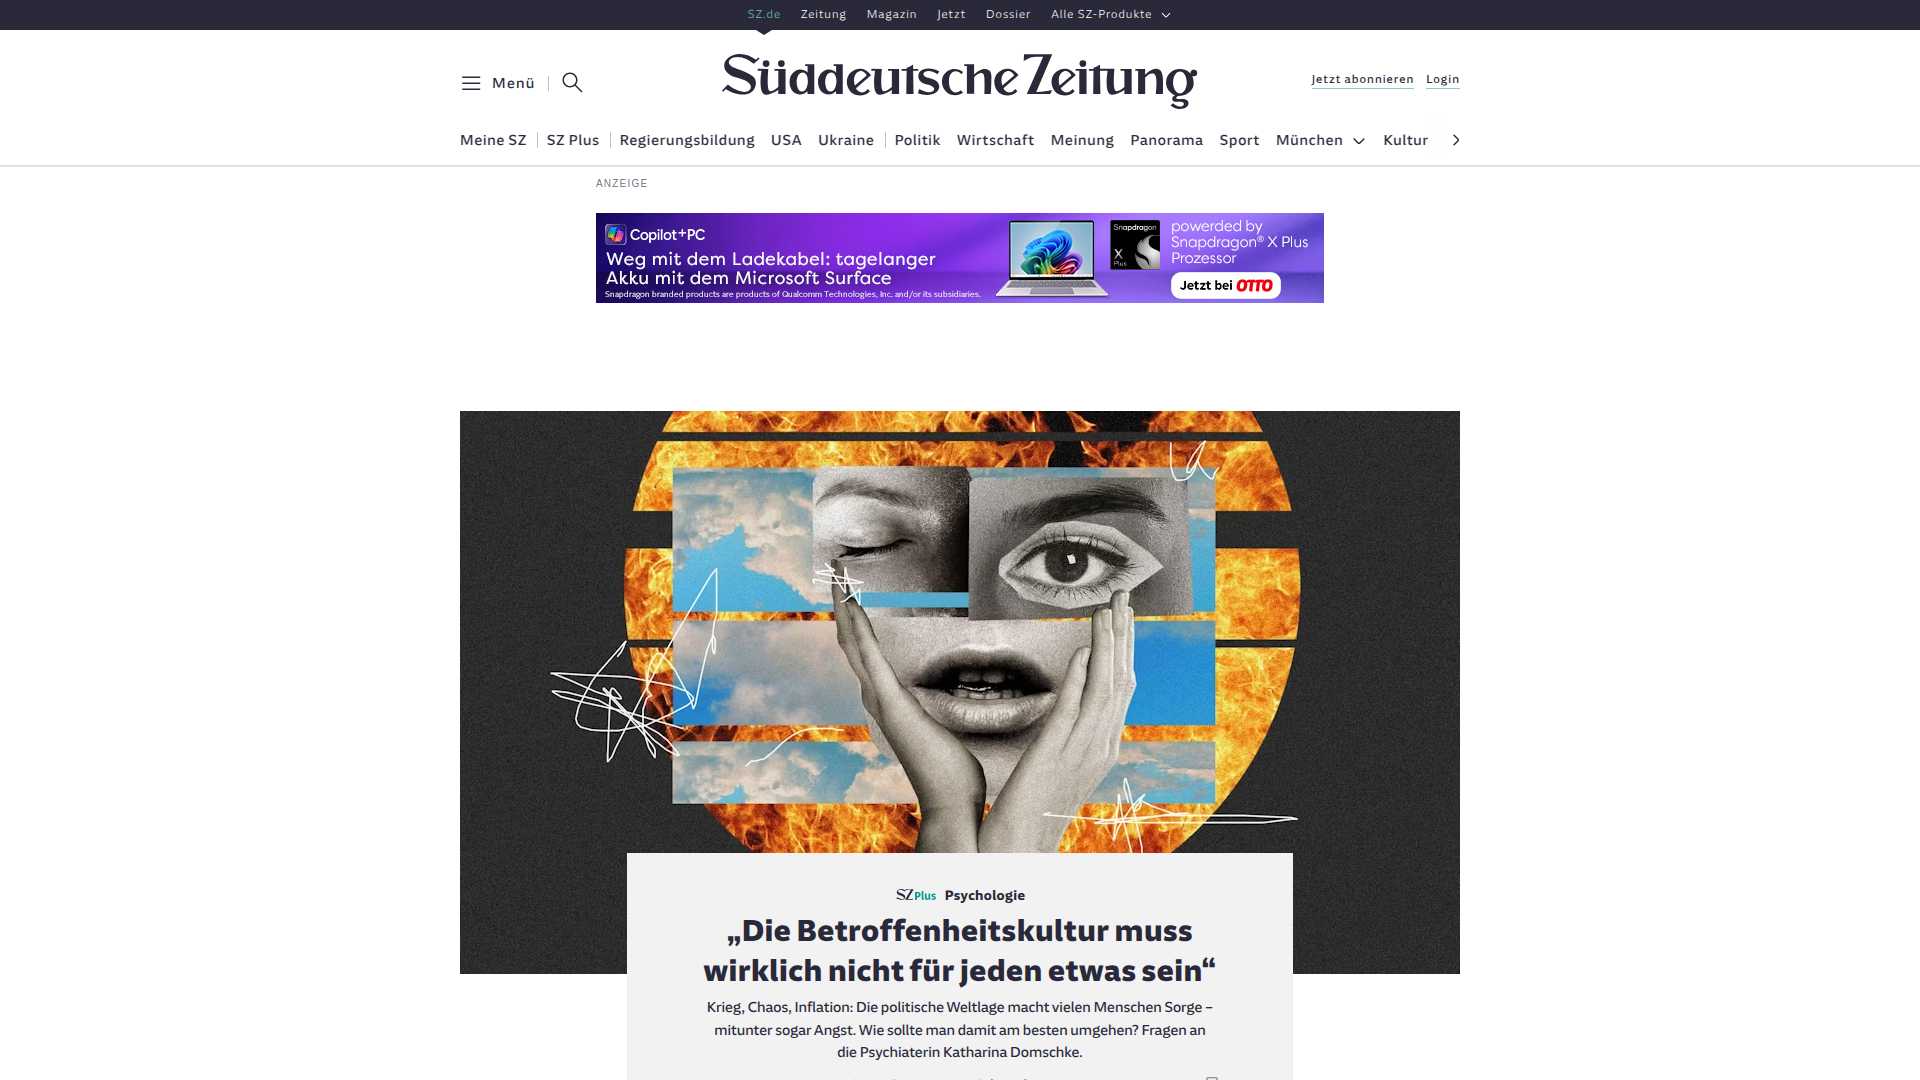 SZ.de Zeitung Magazin Jetzt Dossier Alle SZ-Produkte
Menü
Süddeutsche Zeitung
Jetzt abonnieren Login
Meine SZ SZ Plus Regierungsbildung USA Ukraine Politik Wirtschaft Meinung Panorama Sport München Kultur
ANZEIGE
Copilot+PC
Weg mit dem Ladekabel: tagelanger
Akku mit dem Microsoft Surface
Snapdragon branded products are products of Qualcomm Technologies, Inc. and/or its subsidiaries.
Snapdragon
X
Plus
powerded by
Snapdragon® X Plus
Prozessor
Jetzt bei OTTO
SZ Plus Psychologie
„Die Betroffenheitskultur muss
wirklich nicht für jeden etwas sein“
Krieg, Chaos, Inflation: Die politische Weltlage macht vielen Menschen Sorge –
mitunter sogar Angst. Wie sollte man damit am besten umgehen? Fragen an
die Psychiaterin Katharina Domschke.